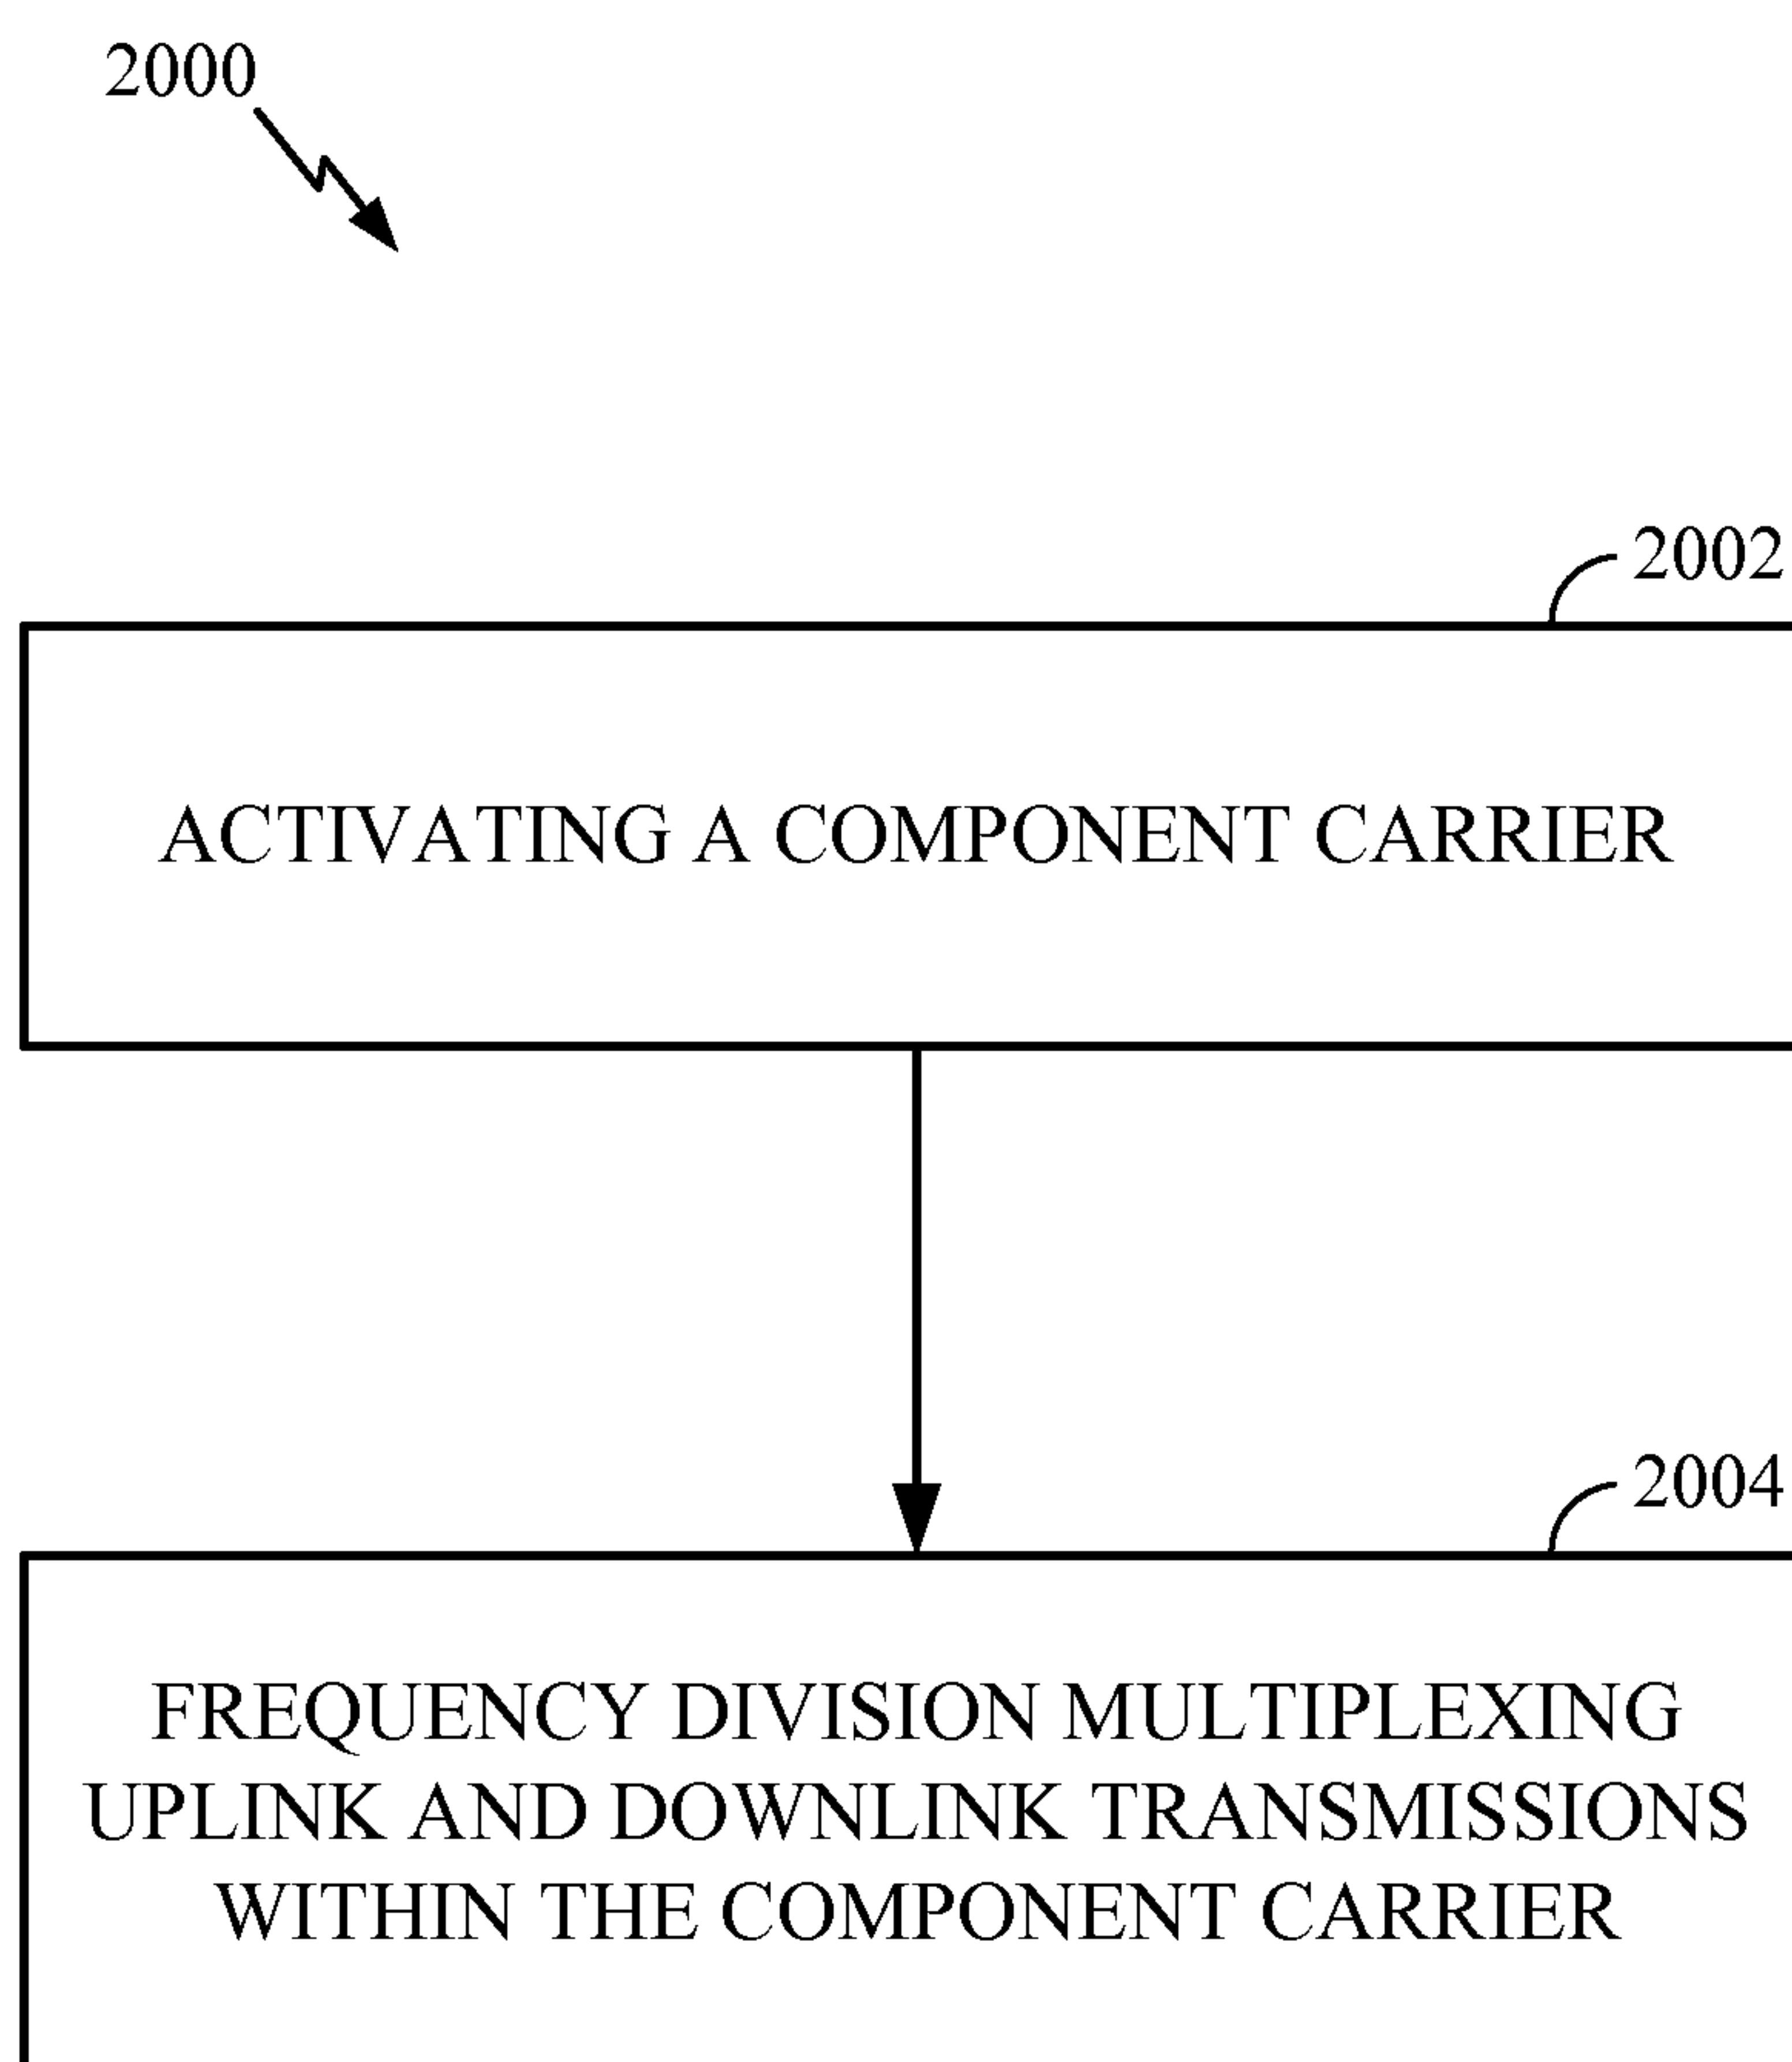 2000
2002
ACTIVATING A COMPONENT CARRIER
2004
FREQUENCY DIVISION MULTIPLEXING
UPLINK AND DOWNLINK TRANSMISSIONS
WITHIN THE COMPONENT CARRIER